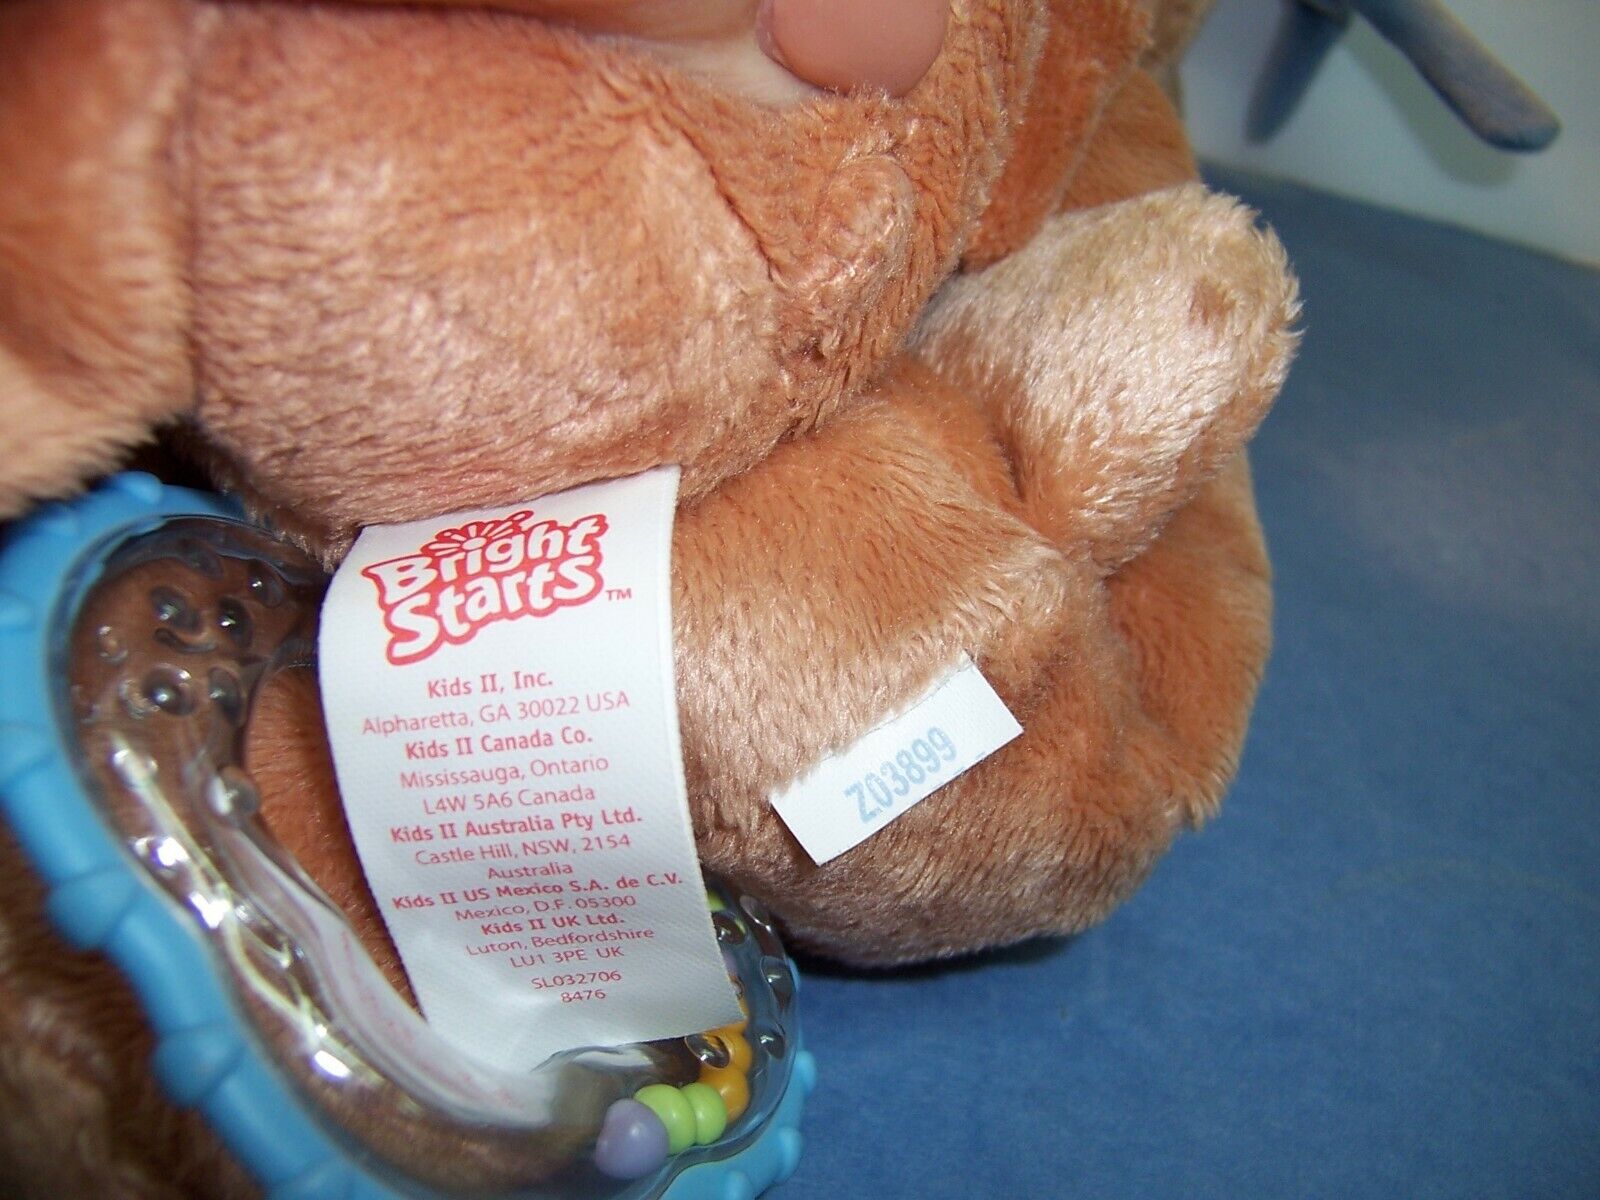 Bright
Starts™
Kids II, Inc.
Alpharetta, GA 30022 USA
Kids II Canada Co.
Mississauga, Ontario
L4W 5A6 Canada
Kids II Australia Pty Ltd.
Castle Hill, NSW, 2154
Australia
Kids II US Mexico S.A. de C.V.
Mexico, D.F. 05300
Kids II UK Ltd.
Luton, Bedfordshire
LU1 3PE UK
SL032706
8476
Z03899